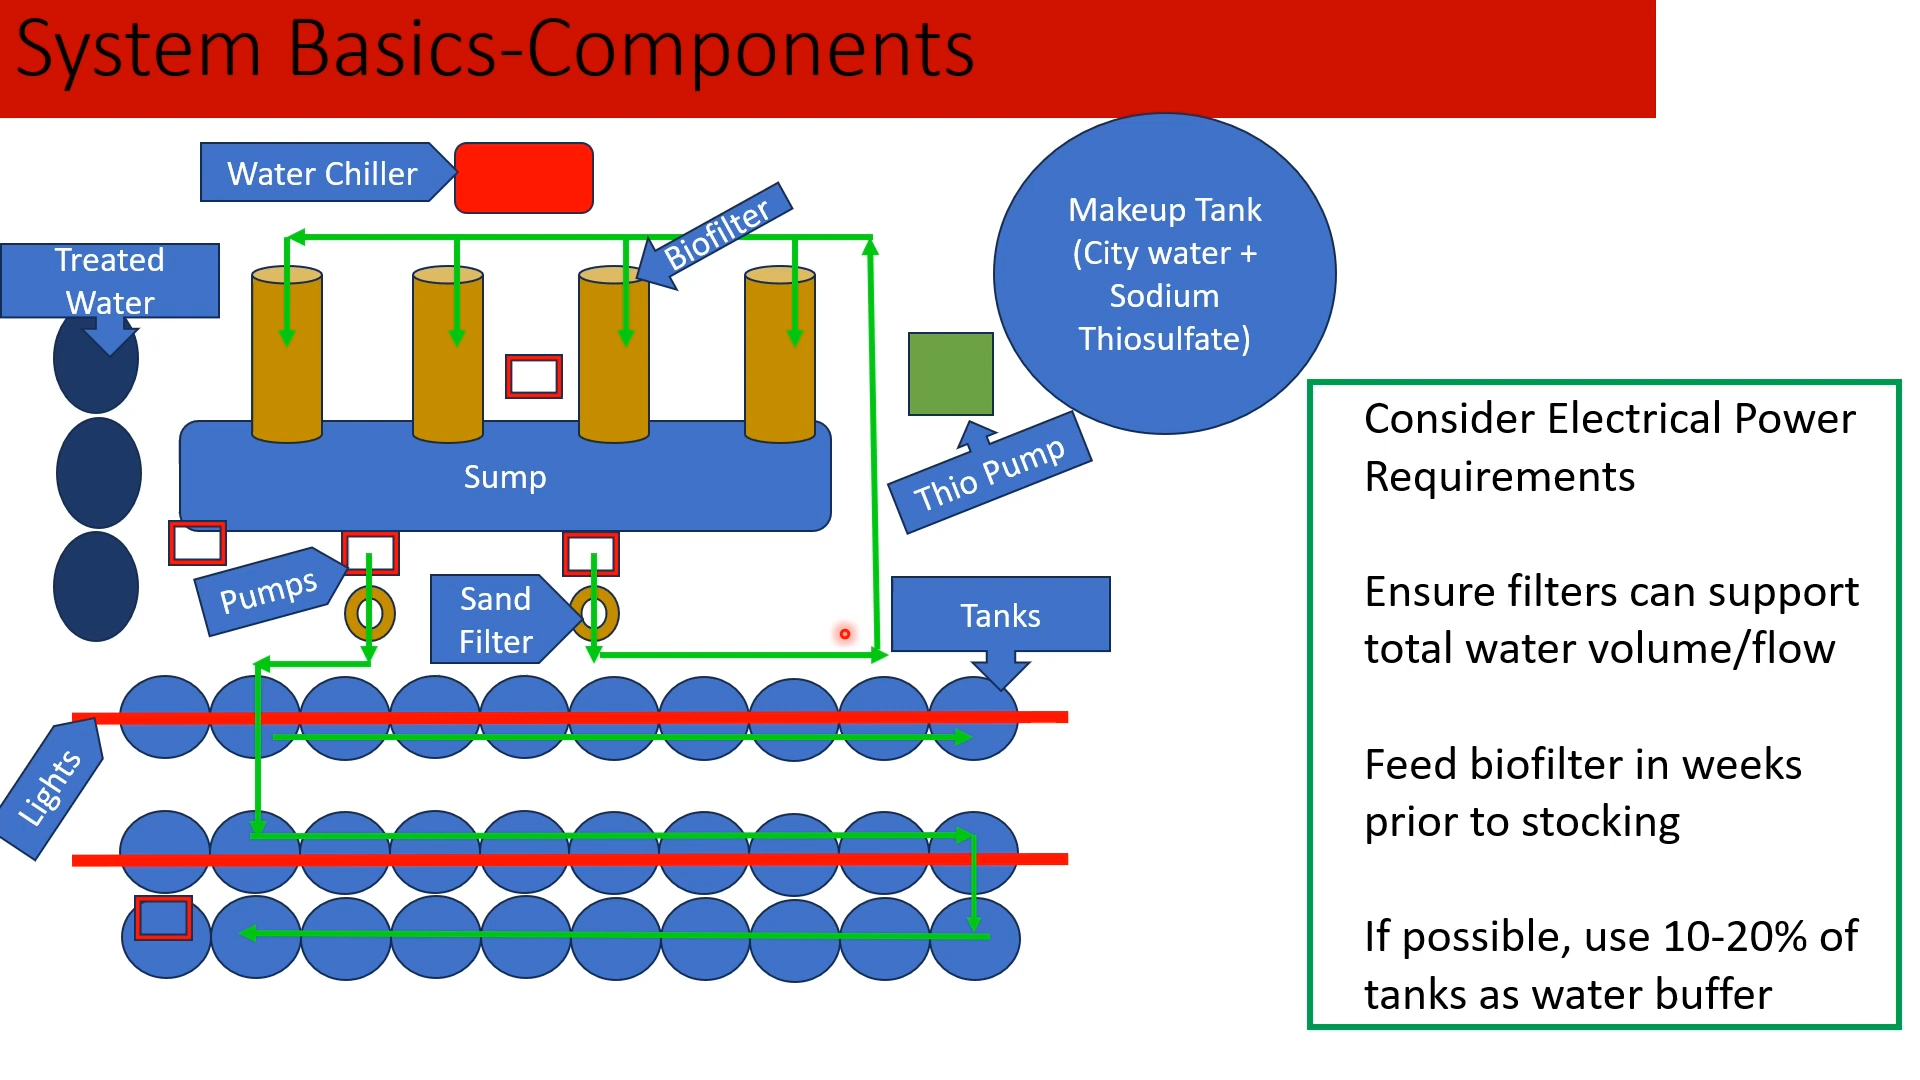 System Basics-Components
Water Chiller
Biofilter
Treated
Water
Makeup Tank
(City water +
Sodium
Thiosulfate)
Thio Pump
Sump
Pumps
Sand
Filter
Tanks
Lights
Consider Electrical Power
Requirements
Ensure filters can support
total water volume/flow
Feed biofilter in weeks
prior to stocking
If possible, use 10-20% of
tanks as water buffer